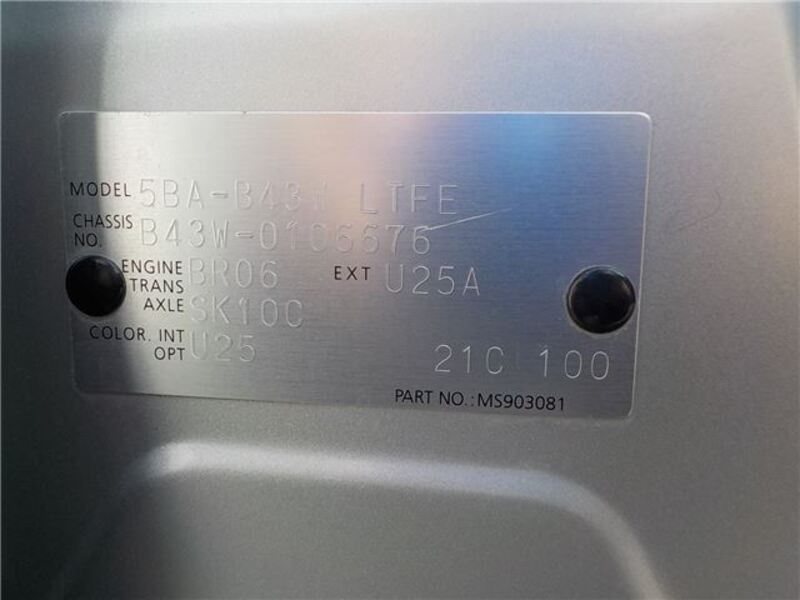 MODEL 5BA-B43W LTFE
CHASSIS NO. B43W-0106676
ENGINE BR06 EXT U25A
TRANS AXLE SK10C
COLOR. INT U25
OPT 21C 100
PART NO.: MS903081